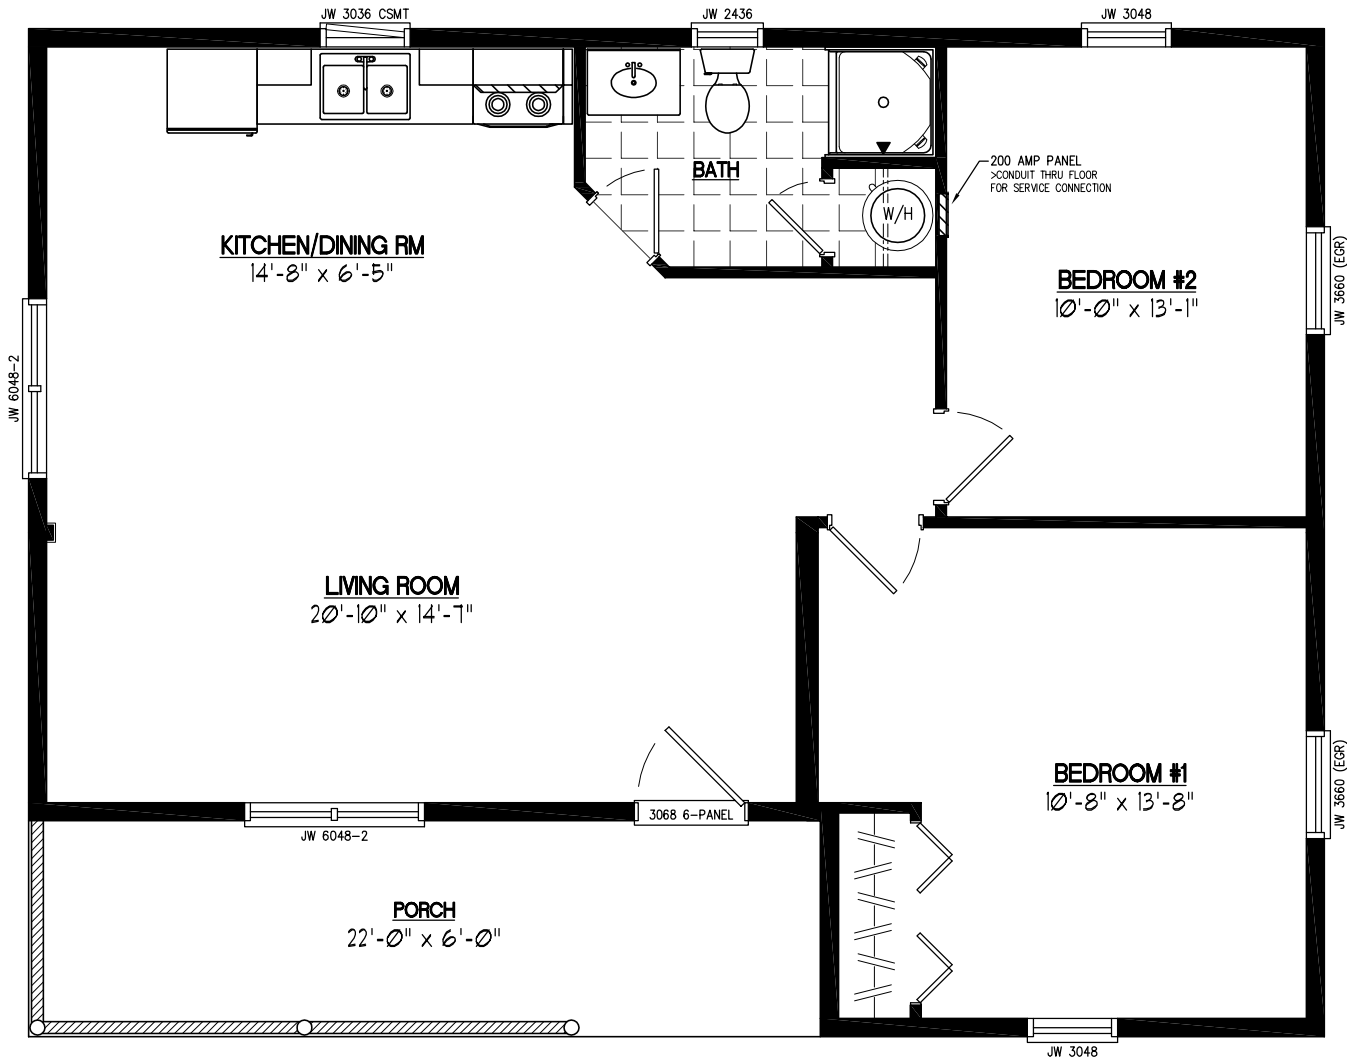 JW 3036 CSMT
JW 2436
JW 3048
BATH
W/H
200 AMP PANEL
>CONDUIT THRU FLOOR
FOR SERVICE CONNECTION
KITCHEN/DINING RM
14'-8" x 6'-5"
BEDROOM #2
10'-0" x 13'-1"
JW 3660 (EGR)
JW 6048-2
LIVING ROOM
20'-10" x 14'-7"
BEDROOM #1
10'-8" x 13'-8"
JW 3660 (EGR)
3068 6-PANEL
JW 6048-2
PORCH
22'-0" x 6'-0"
JW 3048